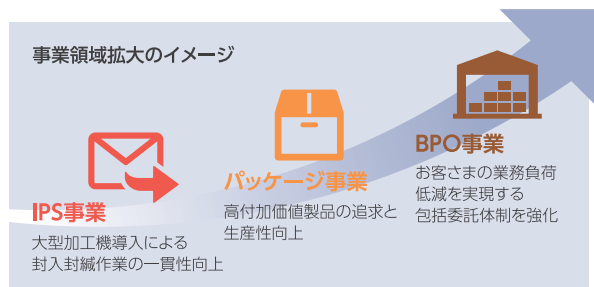 事業領域拡大のイメージ
IPS事業
大型加工機導入による
封入封緘作業の一貫性向上
パッケージ事業
高付加価値製品の追求と
生産性向上
BPO事業
お客さまの業務負荷
低減を実現する
包括委託体制を強化